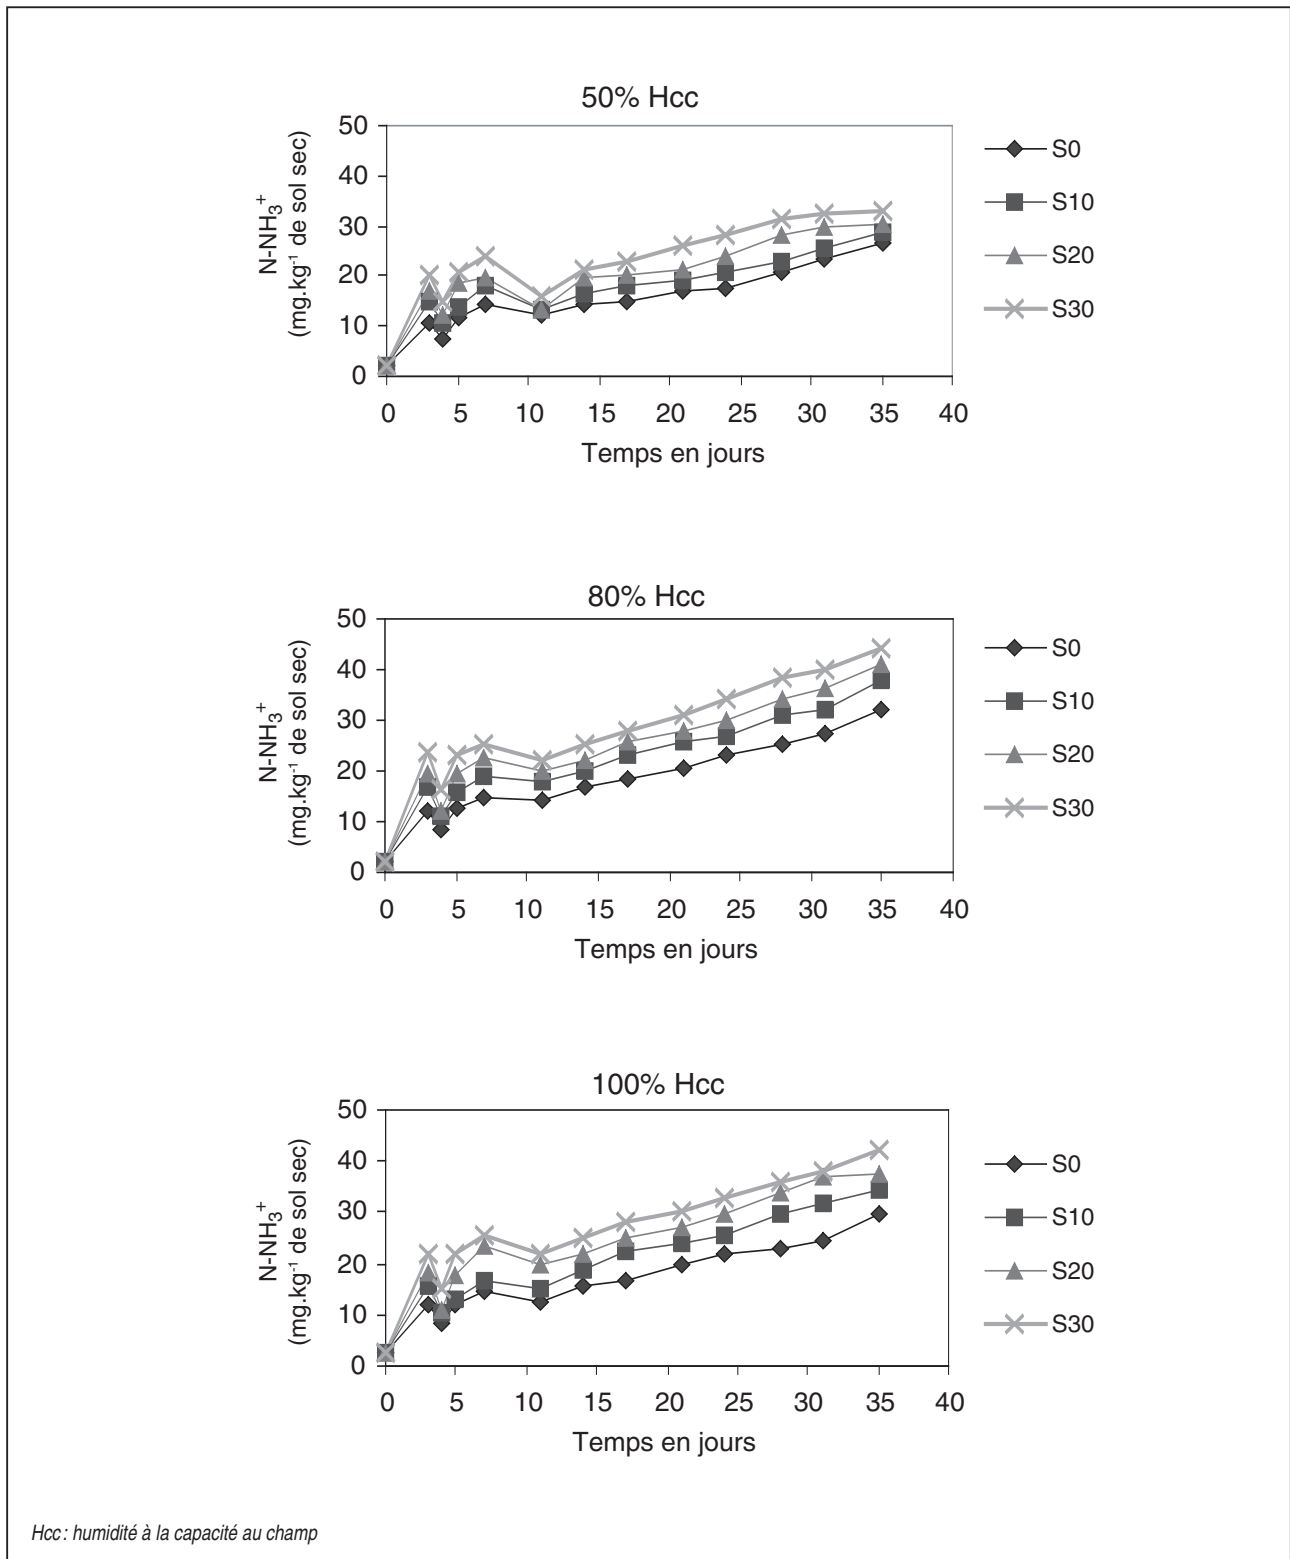 50% Hcc
N-NH₃⁺
(mg.kg⁻¹ de sol sec)
50
40
30
20
10
0
0 5 10 15 20 25 30 35 40
Temps en jours
S0
S10
S20
S30
80% Hcc
N-NH₃⁺
(mg.kg⁻¹ de sol sec)
50
40
30
20
10
0
0 5 10 15 20 25 30 35 40
Temps en jours
S0
S10
S20
S30
100% Hcc
N-NH₃⁺
(mg.kg⁻¹ de sol sec)
50
40
30
20
10
0
0 5 10 15 20 25 30 35 40
Temps en jours
S0
S10
S20
S30
Hcc : humidité à la capacité au champ